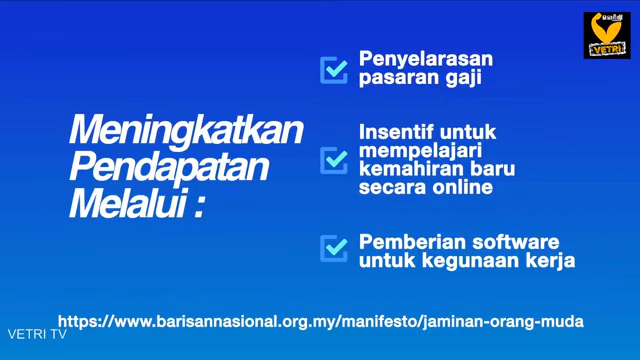 வெற்றி
VETRI
Penyelarasan
pasaran gaji
Meningkatkan
Pendapatan
Melalui :
Insentif untuk
mempelajari
kemahiran baru
secara online
Pemberian software
untuk kegunaan kerja
https://www.barisannasional.org.my/manifesto/jaminan-orang-muda
VETRI TV